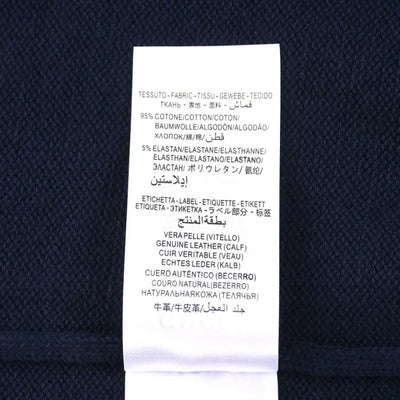 TESSUTO-FABRIC-TISSU-GEWEBE-TECIDO
ТКАНЬ - 表地 - 面料 - قماش
95% COTONE/COTTON/COTON/
BAUMWOLLE/ALGODÓN/ALGODÃO/
ХЛОПОК/綿/棉/ قطن
5% ELASTAN/ELASTANE/ELASTHANNE/
ELASTHAN/ELASTANO/ELASTANO/
ЭЛАСТАН/ ポリウレタン/ 氨纶/
إيلاستين
ETICHETTA-LABEL-ETIQUETTE-ETIKETT
ETIQUETA-ЭТИКЕТКА-ラベル部分-标签
بطاقة المنتج
VERA PELLE (VITELLO)
GENUINE LEATHER (CALF)
CUIR VERITABLE (VEAU)
ECHTES LEDER (KALB)
CUERO AUTÉNTICO (BECERRO)
COURO NATURAL (BEZERRO)
НАТУРАЛЬНАЯ КОЖА (ТЕЛЯЧЬЯ)
牛革/牛皮革/ جلد العجل